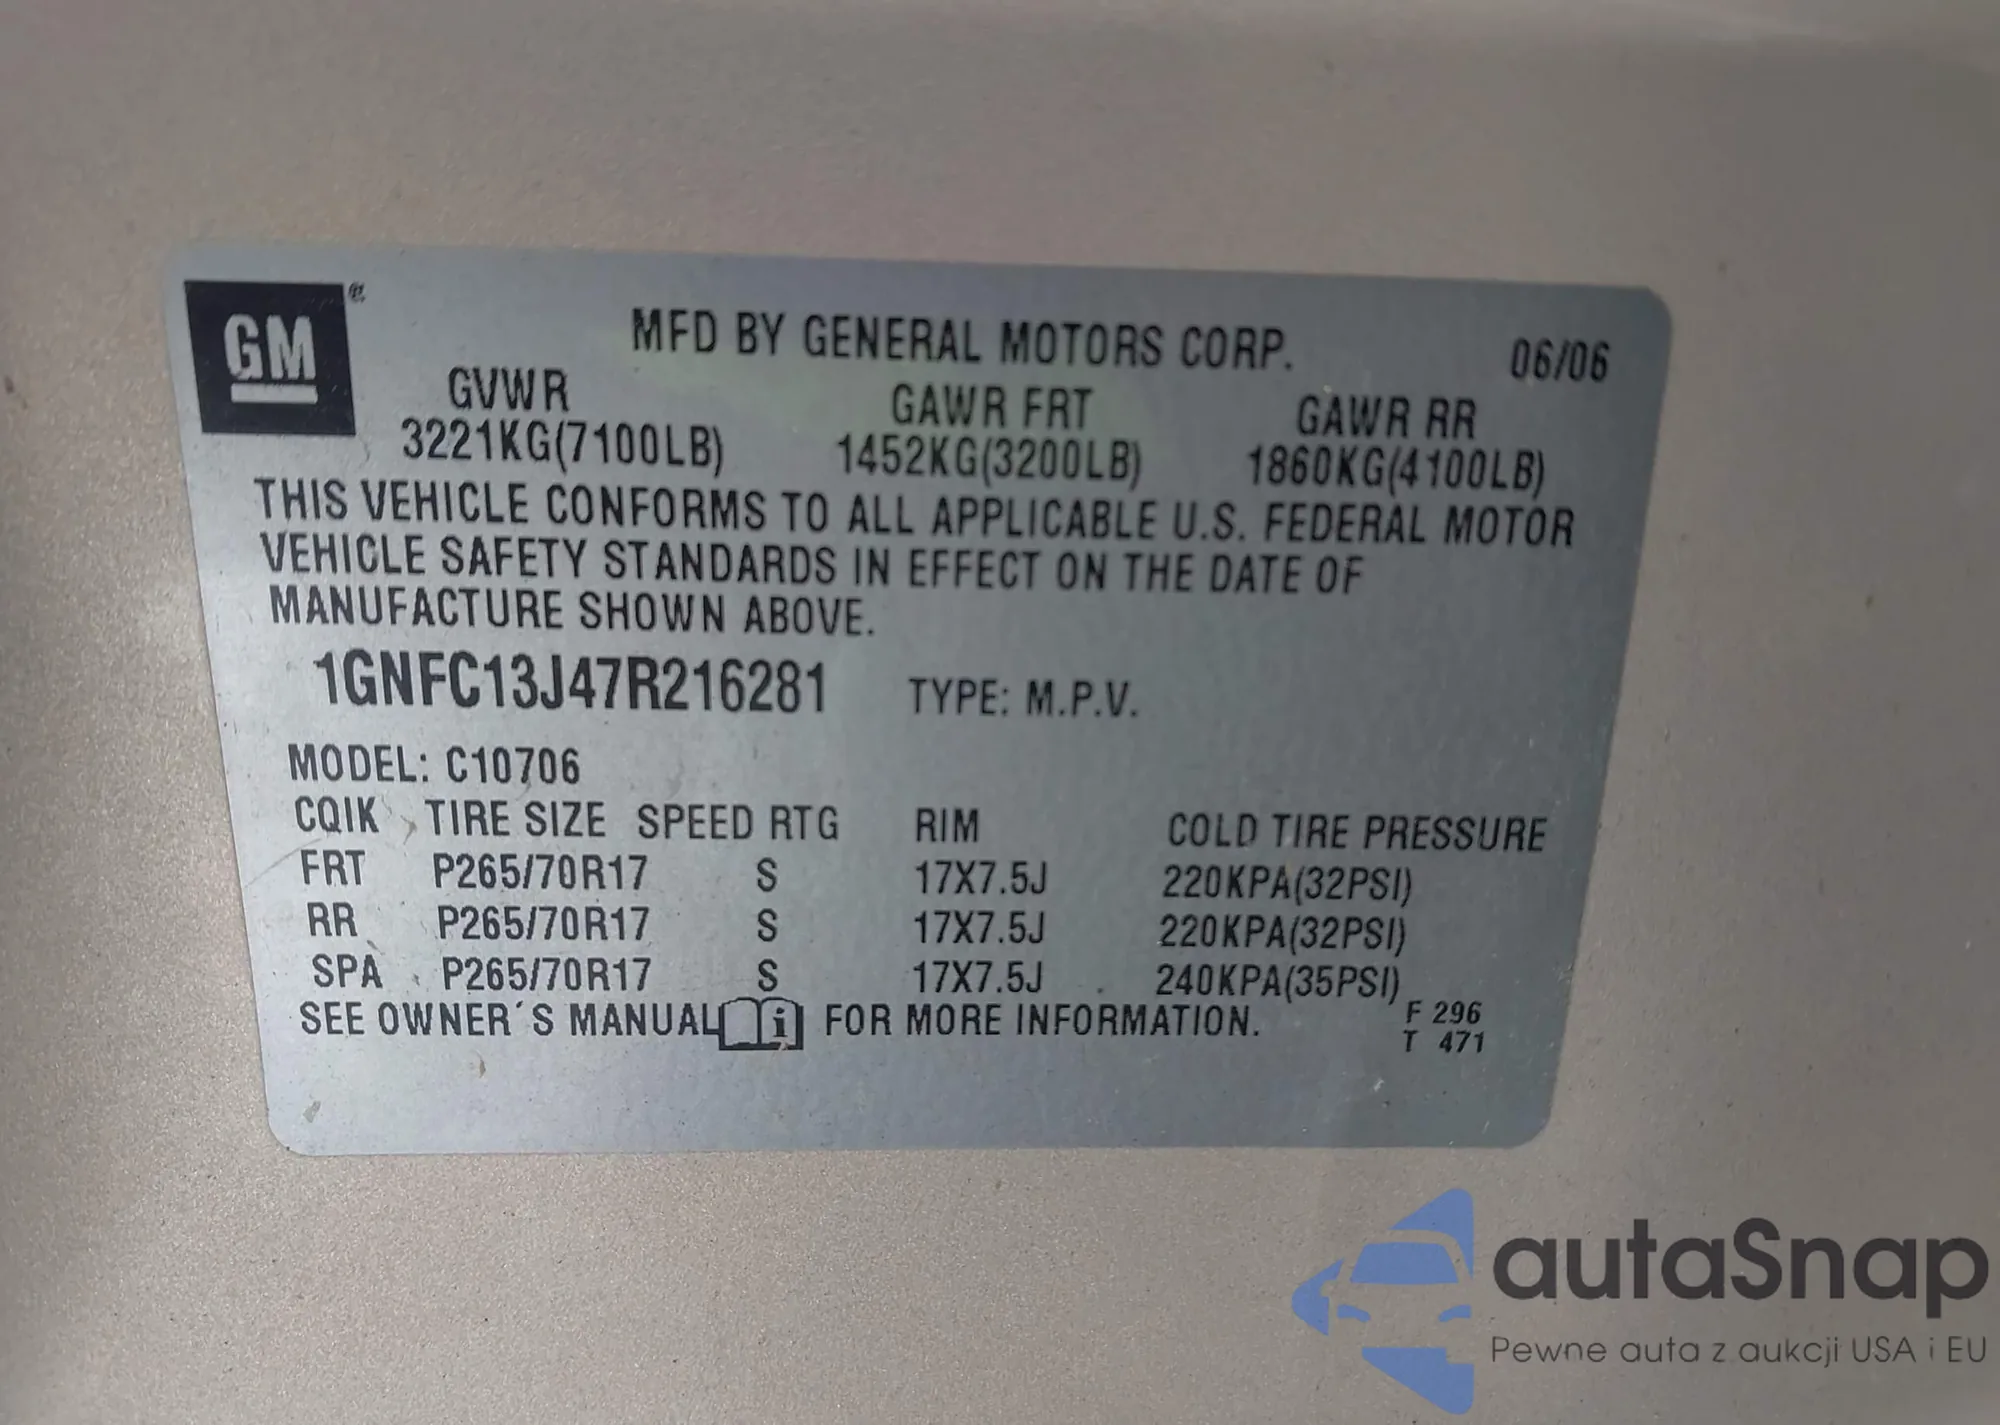 GM®
MFD BY GENERAL MOTORS CORP. 06/06
GVWR GAWR FRT GAWR RR
3221KG(7100LB) 1452KG(3200LB) 1860KG(4100LB)
THIS VEHICLE CONFORMS TO ALL APPLICABLE U.S. FEDERAL MOTOR
VEHICLE SAFETY STANDARDS IN EFFECT ON THE DATE OF
MANUFACTURE SHOWN ABOVE.
1GNFC13J47R216281 TYPE: M.P.V.
MODEL: C10706
CQIK TIRE SIZE SPEED RTG RIM COLD TIRE PRESSURE
FRT P265/70R17 S 17X7.5J 220KPA(32PSI)
RR P265/70R17 S 17X7.5J 220KPA(32PSI)
SPA P265/70R17 S 17X7.5J 240KPA(35PSI)
SEE OWNER´S MANUAL i FOR MORE INFORMATION.
F 296
T 471
autaSnap
Pewne auta z aukcji USA i EU